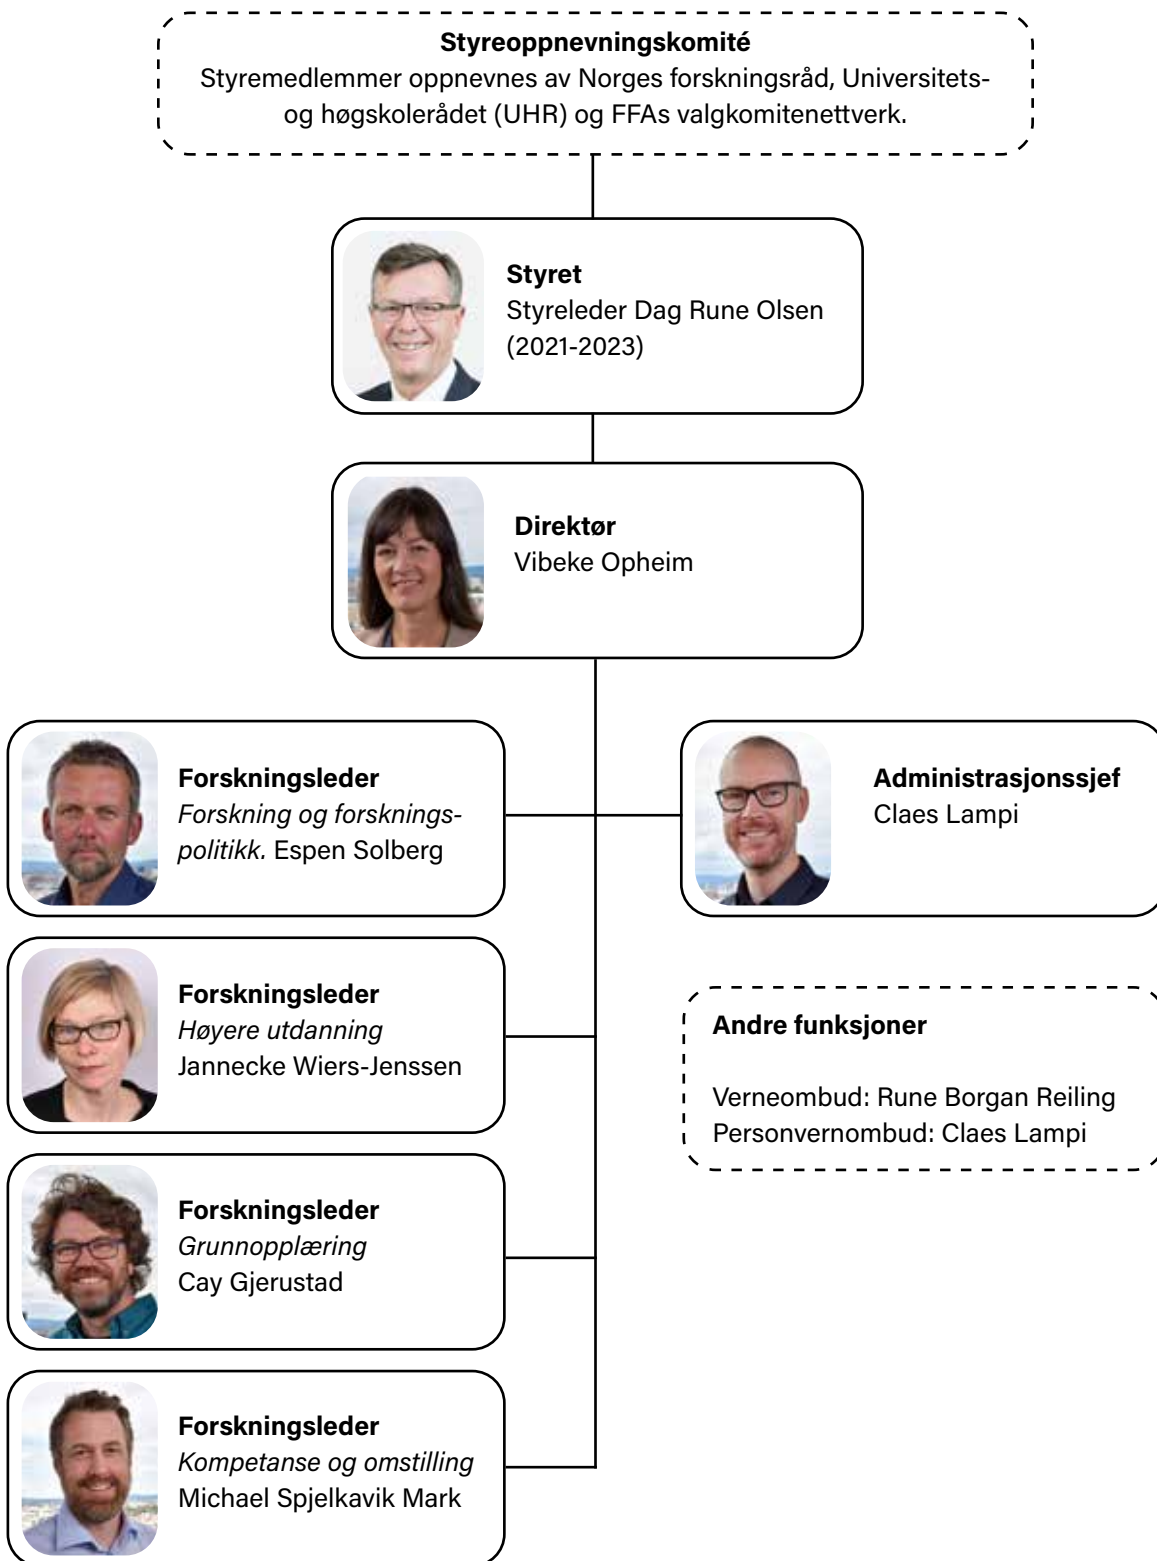 Styreoppnevningskomité
Styremedlemmer oppnevnes av Norges forskningsråd, Universitets-
og høgskolerådet (UHR) og FFAs valgkomitenettverk.
Styret
Styreleder Dag Rune Olsen
(2021-2023)
Direktør
Vibeke Opheim
Forskningsleder
Forskning og forsknings-
politikk. Espen Solberg
Administrasjonssjef
Claes Lampi
Forskningsleder
Høyere utdanning
Jannecke Wiers-Jenssen
Andre funksjoner
Verneombud: Rune Borgan Reiling
Personvernombud: Claes Lampi
Forskningsleder
Grunnopplæring
Cay Gjerustad
Forskningsleder
Kompetanse og omstilling
Michael Spjelkavik Mark